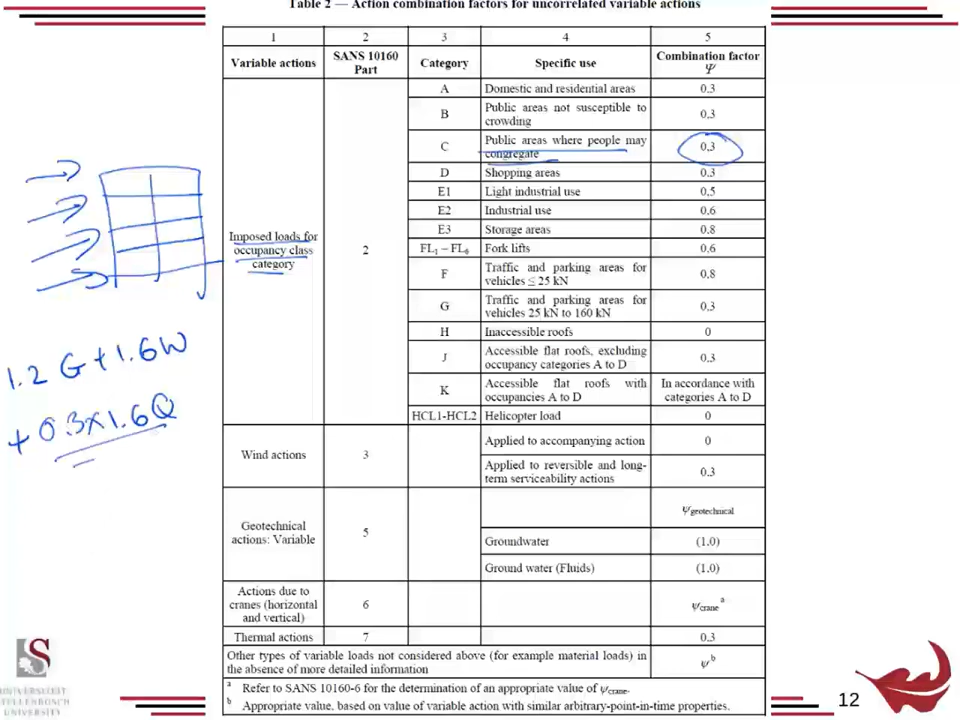 Table 2 — Action combination factors for uncorrelated variable actions
1 2 3 4 5
Variable actions SANS 10160 Part Category Specific use Combination factor Ψ
Imposed loads for occupancy class category 2
A Domestic and residential areas 0.3
B Public areas not susceptible to crowding 0.3
C Public areas where people may congregate 0.3
D Shopping areas 0.3
E1 Light industrial use 0.5
E2 Industrial use 0.6
E3 Storage areas 0.8
FL1 – FL6 Fork lifts 0.6
F Traffic and parking areas for vehicles ≤ 25 kN 0.8
G Traffic and parking areas for vehicles 25 kN to 160 kN 0.3
H Inaccessible roofs 0
J Accessible flat roofs, excluding occupancy categories A to D 0.3
K Accessible flat roofs with occupancies A to D In accordance with categories A to D
HCL1-HCL2 Helicopter load 0
Wind actions 3
Applied to accompanying action 0
Applied to reversible and long-term serviceability actions 0.3
Geotechnical actions: Variable 5
Ψgeotechnical
Groundwater (1.0)
Ground water (Fluids) (1.0)
Actions due to cranes (horizontal and vertical) 6 Ψcrane a
Thermal actions 7 0.3
Other types of variable loads not considered above (for example material loads) in the absence of more detailed information Ψ b
a Refer to SANS 10160-6 for the determination of an appropriate value of Ψcrane.
b Appropriate value, based on value of variable action with similar arbitrary-point-in-time properties.
1.2 G + 1.6W
+ 0.3×1.6Q
UNIVERSITEIT
STELLENBOSCH
UNIVERSITY
12